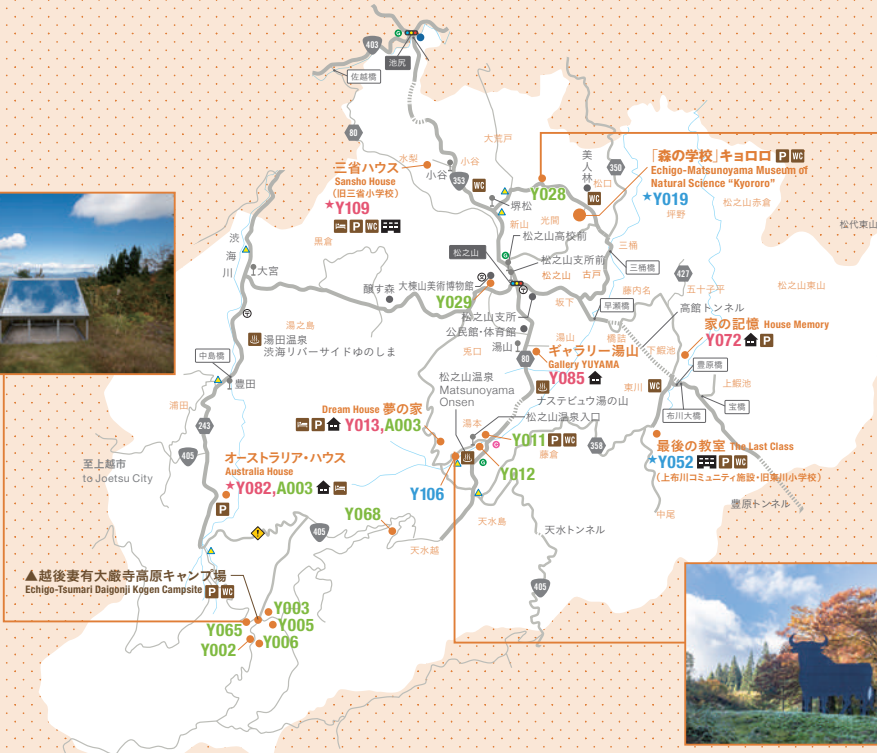 403
池尻
佐越橋
80
大荒戸
水梨
小谷
三省ハウス
Sansho House
(旧三省小学校)
★Y109
P WC
小谷
353
WC
堺松
Y028
美人林
松口
350
WC
「森の学校」キョロロ P WC
Echigo-Matsunoyama Museum of
Natural Science “Kyororo”
★Y019
坪野
松之山赤倉
松代東山
新山
光間
松之山高校前
黒倉
渋海川
大宮
松之山
松之山支所前
松之山
古戸
三桶
三桶橋
427
醸す森
大棟山美術博物館
Y029
藤内名
五十子平
松之山東山
坂下
早瀬橋
高館トンネル
松之山支所
公民館・体育館
湯之島
湯田温泉
渋海リバーサイドゆのしま
兎口
湯山
湯山
80
橋詰
下鰕池
家の記憶 House Memory
Y072 P
中島橋
豊田
ギャラリー湯山
Gallery YUYAMA
Y085
ナステビュウ湯の山
豊原橋
上鰕池
宝橋
東川
WC
布川大橋
浦田
243
405
松之山温泉
Matsunoyama
Onsen
湯本
松之山温泉入口
Dream House 夢の家
P Y013,A003
Y011 P WC
藤倉
358
Y012
最後の教室 The Last Class
★Y052 P WC
(上布川コミュニティ施設・旧東川小学校)
至上越市
to Joetsu City
オーストラリア・ハウス
Australia House
★Y082,A003
P
Y106
豊原トンネル
中尾
Y068
天水島
天水トンネル
405
天水越
405
▲越後妻有大厳寺高原キャンプ場
Echigo-Tsumari Daigonji Kogen Campsite P WC
Y003
Y065 Y005
Y002 Y006